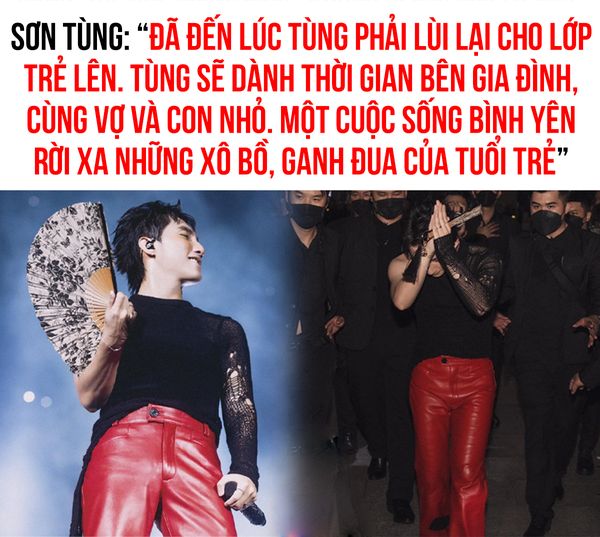 SƠN TÙNG: “ĐÃ ĐẾN LÚC TÙNG PHẢI LÙI LẠI CHO LỚP
TRẺ LÊN. TÙNG SẼ DÀNH THỜI GIAN BÊN GIA ĐÌNH,
CÙNG VỢ VÀ CON NHỎ. MỘT CUỘC SỐNG BÌNH YÊN
RỜI XA NHỮNG XÔ BỒ, GANH ĐUA CỦA TUỔI TRẺ”